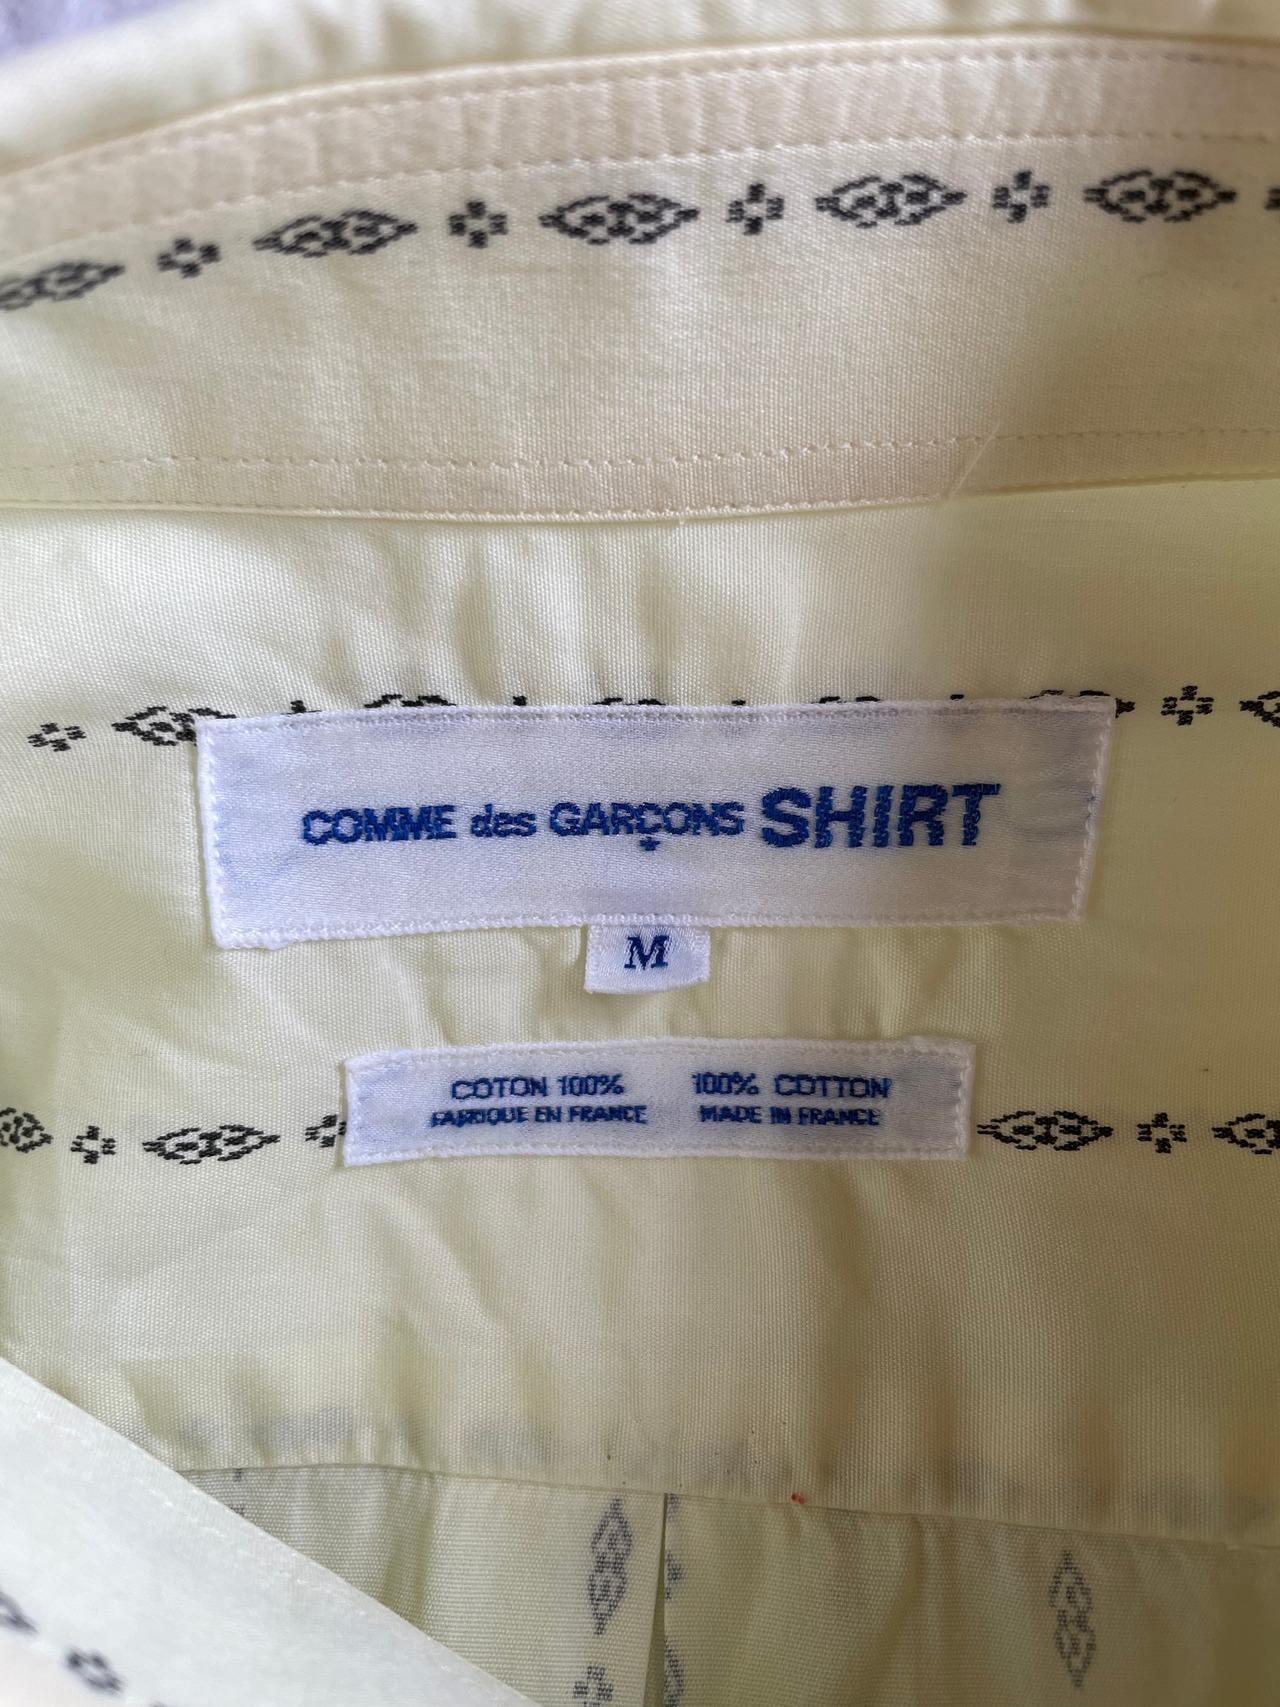 COMME des GARÇONS SHIRT
*
M
COTON 100% 100% COTTON
FABRIQUE EN FRANCE MADE IN FRANCE